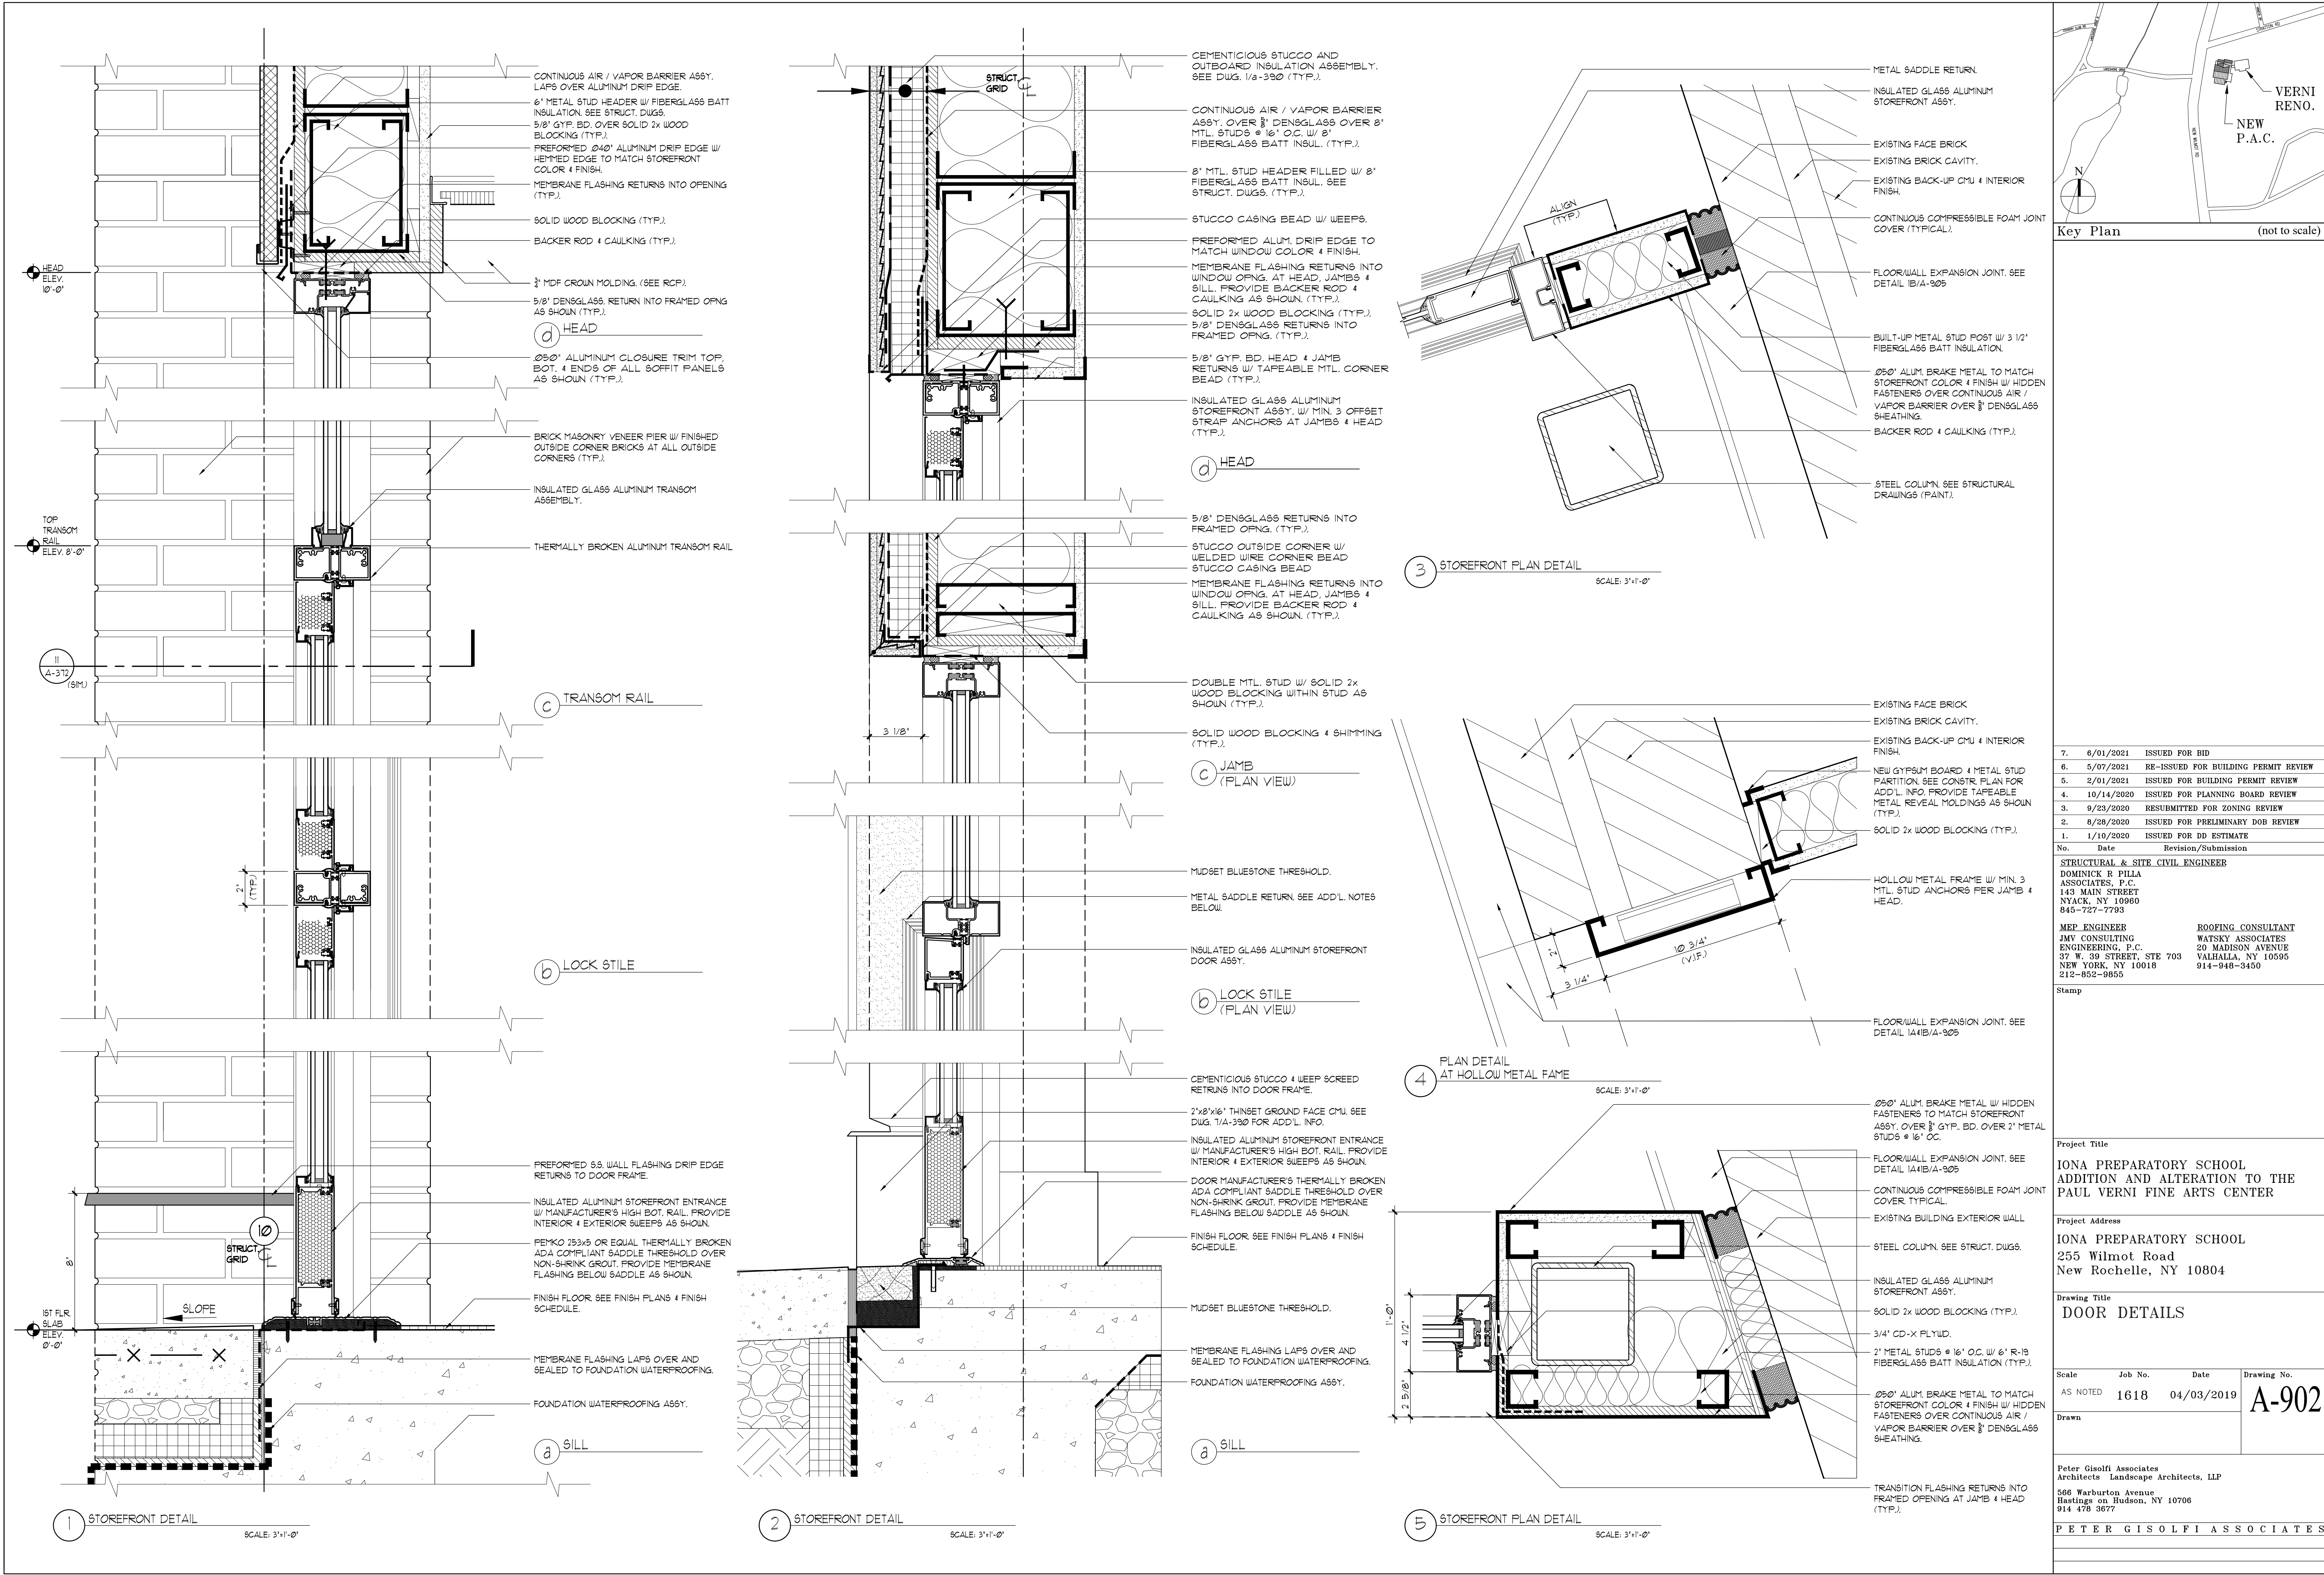 CONTINUOUS AIR / VAPOR BARRIER ASSY.
LAPS OVER ALUMINUM DRIP EDGE.
6" METAL STUD HEADER W/ FIBERGLASS BATT
INSULATION. SEE STRUCT. DWGS.
5/8" GYP. BD. OVER SOLID 2x WOOD
BLOCKING (TYP.).
PREFORMED .040" ALUMINUM DRIP EDGE W/
HEMMED EDGE TO MATCH STOREFRONT
COLOR & FINISH.
MEMBRANE FLASHING RETURNS INTO OPENING
(TYP.).
SOLID WOOD BLOCKING (TYP.).
BACKER ROD & CAULKING (TYP.).
HEAD
ELEV.
10'-0"
3/4" MDF CROWN MOLDING. (SEE RCP).
5/8" DENSGLASS. RETURN INTO FRAMED OPNG
AS SHOWN (TYP.).
d HEAD
.050" ALUMINUM CLOSURE TRIM TOP,
BOT. & ENDS OF ALL SOFFIT PANELS
AS SHOWN (TYP.).
BRICK MASONRY VENEER PIER W/ FINISHED
OUTSIDE CORNER BRICKS AT ALL OUTSIDE
CORNERS (TYP.).
INSULATED GLASS ALUMINUM TRANSOM
ASSEMBLY.
TOP
TRANSOM
RAIL
ELEV. 8'-0"
THERMALLY BROKEN ALUMINUM TRANSOM RAIL
11
A-372
(SIM.)
c TRANSOM RAIL
2"
(TYP.)
b LOCK STILE
PREFORMED S.S. WALL FLASHING DRIP EDGE
RETURNS TO DOOR FRAME.
INSULATED ALUMINUM STOREFRONT ENTRANCE
W/ MANUFACTURER'S HIGH BOT. RAIL. PROVIDE
INTERIOR & EXTERIOR SWEEPS AS SHOWN.
10
STRUCT.
GRID
CL
8"
PEMKO 253x5 OR EQUAL THERMALLY BROKEN
ADA COMPLIANT SADDLE THRESHOLD OVER
NON-SHRINK GROUT. PROVIDE MEMBRANE
FLASHING BELOW SADDLE AS SHOWN.
SLOPE
FINISH FLOOR. SEE FINISH PLANS & FINISH
SCHEDULE.
1ST FLR.
SLAB
ELEV.
0'-0"
MEMBRANE FLASHING LAPS OVER AND
SEALED TO FOUNDATION WATERPROOFING.
FOUNDATION WATERPROOFING ASSY.
a SILL
1 STOREFRONT DETAIL
SCALE: 3"=1'-0"
STRUCT.
GRID
CL
CEMENTICIOUS STUCCO AND
OUTBOARD INSULATION ASSEMBLY.
SEE DWG. 1/a-390 (TYP.).
CONTINUOUS AIR / VAPOR BARRIER
ASSY. OVER 5/8" DENSGLASS OVER 8"
MTL. STUDS @ 16" O.C. W/ 8"
FIBERGLASS BATT INSUL. (TYP.).
8" MTL. STUD HEADER FILLED W/ 8"
FIBERGLASS BATT INSUL. SEE
STRUCT. DWGS. (TYP.).
STUCCO CASING BEAD W/ WEEPS.
PREFORMED ALUM. DRIP EDGE TO
MATCH WINDOW COLOR & FINISH.
MEMBRANE FLASHING RETURNS INTO
WINDOW OPNG. AT HEAD, JAMBS &
SILL. PROVIDE BACKER ROD &
CAULKING AS SHOWN. (TYP.).
SOLID 2x WOOD BLOCKING (TYP.).
5/8" DENSGLASS RETURNS INTO
FRAMED OPNG. (TYP.).
5/8" GYP. BD. HEAD & JAMB
RETURNS W/ TAPEABLE MTL. CORNER
BEAD (TYP.).
INSULATED GLASS ALUMINUM
STOREFRONT ASSY. W/ MIN. 3 OFFSET
STRAP ANCHORS AT JAMBS & HEAD
(TYP.).
d HEAD
5/8" DENSGLASS RETURNS INTO
FRAMED OPNG. (TYP.).
STUCCO OUTSIDE CORNER W/
WELDED WIRE CORNER BEAD
STUCCO CASING BEAD
MEMBRANE FLASHING RETURNS INTO
WINDOW OPNG. AT HEAD, JAMBS &
SILL. PROVIDE BACKER ROD &
CAULKING AS SHOWN. (TYP.).
DOUBLE MTL. STUD W/ SOLID 2x
WOOD BLOCKING WITHIN STUD AS
SHOWN (TYP.).
3 1/8"
SOLID WOOD BLOCKING & SHIMMING
(TYP.).
c JAMB
(PLAN VIEW)
MUDSET BLUESTONE THRESHOLD.
METAL SADDLE RETURN. SEE ADD'L. NOTES
BELOW.
INSULATED GLASS ALUMINUM STOREFRONT
DOOR ASSY.
b LOCK STILE
(PLAN VIEW)
CEMENTICIOUS STUCCO & WEEP SCREED
RETRUNS INTO DOOR FRAME.
2"x8"x16" THINSET GROUND FACE CMU. SEE
DWG. 7/A-390 FOR ADD'L. INFO.
INSULATED ALUMINUM STOREFRONT ENTRANCE
W/ MANUFACTURER'S HIGH BOT. RAIL. PROVIDE
INTERIOR & EXTERIOR SWEEPS AS SHOWN.
DOOR MANUFACTURER'S THERMALLY BROKEN
ADA COMPLIANT SADDLE THRESHOLD OVER
NON-SHRINK GROUT. PROVIDE MEMBRANE
FLASHING BELOW SADDLE AS SHOWN.
FINISH FLOOR. SEE FINISH PLANS & FINISH
SCHEDULE.
MUDSET BLUESTONE THRESHOLD.
MEMBRANE FLASHING LAPS OVER AND
SEALED TO FOUNDATION WATERPROOFING.
FOUNDATION WATERPROOFING ASSY.
a SILL
2 STOREFRONT DETAIL
SCALE: 3"=1'-0"
METAL SADDLE RETURN.
INSULATED GLASS ALUMINUM
STOREFRONT ASSY.
EXISTING FACE BRICK
EXISTING BRICK CAVITY.
EXISTING BACK-UP CMU & INTERIOR
FINISH.
ALIGN
(TYP.)
CONTINUOUS COMPRESSIBLE FOAM JOINT
COVER (TYPICAL).
FLOOR/WALL EXPANSION JOINT. SEE
DETAIL 1B/A-905
BUILT-UP METAL STUD POST W/ 3 1/2"
FIBERGLASS BATT INSULATION.
.050" ALUM. BRAKE METAL TO MATCH
STOREFRONT COLOR & FINISH W/ HIDDEN
FASTENERS OVER CONTINUOUS AIR /
VAPOR BARRIER OVER 5/8" DENSGLASS
SHEATHING.
BACKER ROD & CAULKING (TYP.).
STEEL COLUMN. SEE STRUCTURAL
DRAWINGS (PAINT).
3 STOREFRONT PLAN DETAIL
SCALE: 3"=1'-0"
EXISTING FACE BRICK
EXISTING BRICK CAVITY.
EXISTING BACK-UP CMU & INTERIOR
FINISH.
NEW GYPSUM BOARD & METAL STUD
PARTITION. SEE CONSTR. PLAN FOR
ADD'L. INFO. PROVIDE TAPEABLE
METAL REVEAL MOLDINGS AS SHOWN
(TYP.).
SOLID 2x WOOD BLOCKING (TYP.).
HOLLOW METAL FRAME W/ MIN. 3
MTL. STUD ANCHORS PER JAMB &
HEAD.
2"
10 3/4"
(V.I.F.)
3 1/4"
FLOOR/WALL EXPANSION JOINT. SEE
DETAIL 1A&1B/A-905
4 PLAN DETAIL
AT HOLLOW METAL FAME
SCALE: 3"=1'-0"
.050" ALUM. BRAKE METAL W/ HIDDEN
FASTENERS TO MATCH STOREFRONT
ASSY. OVER 5/8" GYP. BD. OVER 2" METAL
STUDS @ 16" OC.
FLOOR/WALL EXPANSION JOINT. SEE
DETAIL 1A&1B/A-905
CONTINUOUS COMPRESSIBLE FOAM JOINT
COVER, TYPICAL.
EXISTING BUILDING EXTERIOR WALL
STEEL COLUMN. SEE STRUCT. DWGS.
INSULATED GLASS ALUMINUM
STOREFRONT ASSY.
SOLID 2x WOOD BLOCKING (TYP.).
3/4" CD-X PLYWD.
2" METAL STUDS @ 16" O.C. W/ 6" R-19
FIBERGLASS BATT INSULATION (TYP.).
.050" ALUM. BRAKE METAL TO MATCH
STOREFRONT COLOR & FINISH W/ HIDDEN
FASTENERS OVER CONTINUOUS AIR /
VAPOR BARRIER OVER 5/8" DENSGLASS
SHEATHING.
TRANSITION FLASHING RETURNS INTO
FRAMED OPENING AT JAMB & HEAD
(TYP.).
1'-0"
4 1/2"
2 5/8"
5 STOREFRONT PLAN DETAIL
SCALE: 3"=1'-0"
VERNI
RENO.
NEW
P.A.C.
N
Key Plan (not to scale)
7. 6/01/2021 ISSUED FOR BID
6. 5/07/2021 RE-ISSUED FOR BUILDING PERMIT REVIEW
5. 2/01/2021 ISSUED FOR BUILDING PERMIT REVIEW
4. 10/14/2020 ISSUED FOR PLANNING BOARD REVIEW
3. 9/23/2020 RESUBMITTED FOR ZONING REVIEW
2. 8/28/2020 ISSUED FOR PRELIMINARY DOB REVIEW
1. 1/10/2020 ISSUED FOR DD ESTIMATE
No. Date Revision/Submission
STRUCTURAL & SITE CIVIL ENGINEER
DOMINICK R PILLA
ASSOCIATES, P.C.
143 MAIN STREET
NYACK, NY 10960
845-727-7793
MEP ENGINEER
JMV CONSULTING
ENGINEERING, P.C.
37 W. 39 STREET, STE 703
NEW YORK, NY 10018
212-852-9855
ROOFING CONSULTANT
WATSKY ASSOCIATES
20 MADISON AVENUE
VALHALLA, NY 10595
914-948-3450
Stamp
Project Title
IONA PREPARATORY SCHOOL
ADDITION AND ALTERATION TO THE
PAUL VERNI FINE ARTS CENTER
Project Address
IONA PREPARATORY SCHOOL
255 Wilmot Road
New Rochelle, NY 10804
Drawing Title
DOOR DETAILS
Scale Job No. Date Drawing No.
AS NOTED 1618 04/03/2019 A-902
Drawn
Peter Gisolfi Associates
Architects Landscape Architects, LLP
566 Warburton Avenue
Hastings on Hudson, NY 10706
914 478 3677
PETER GISOLFI ASSOCIATES